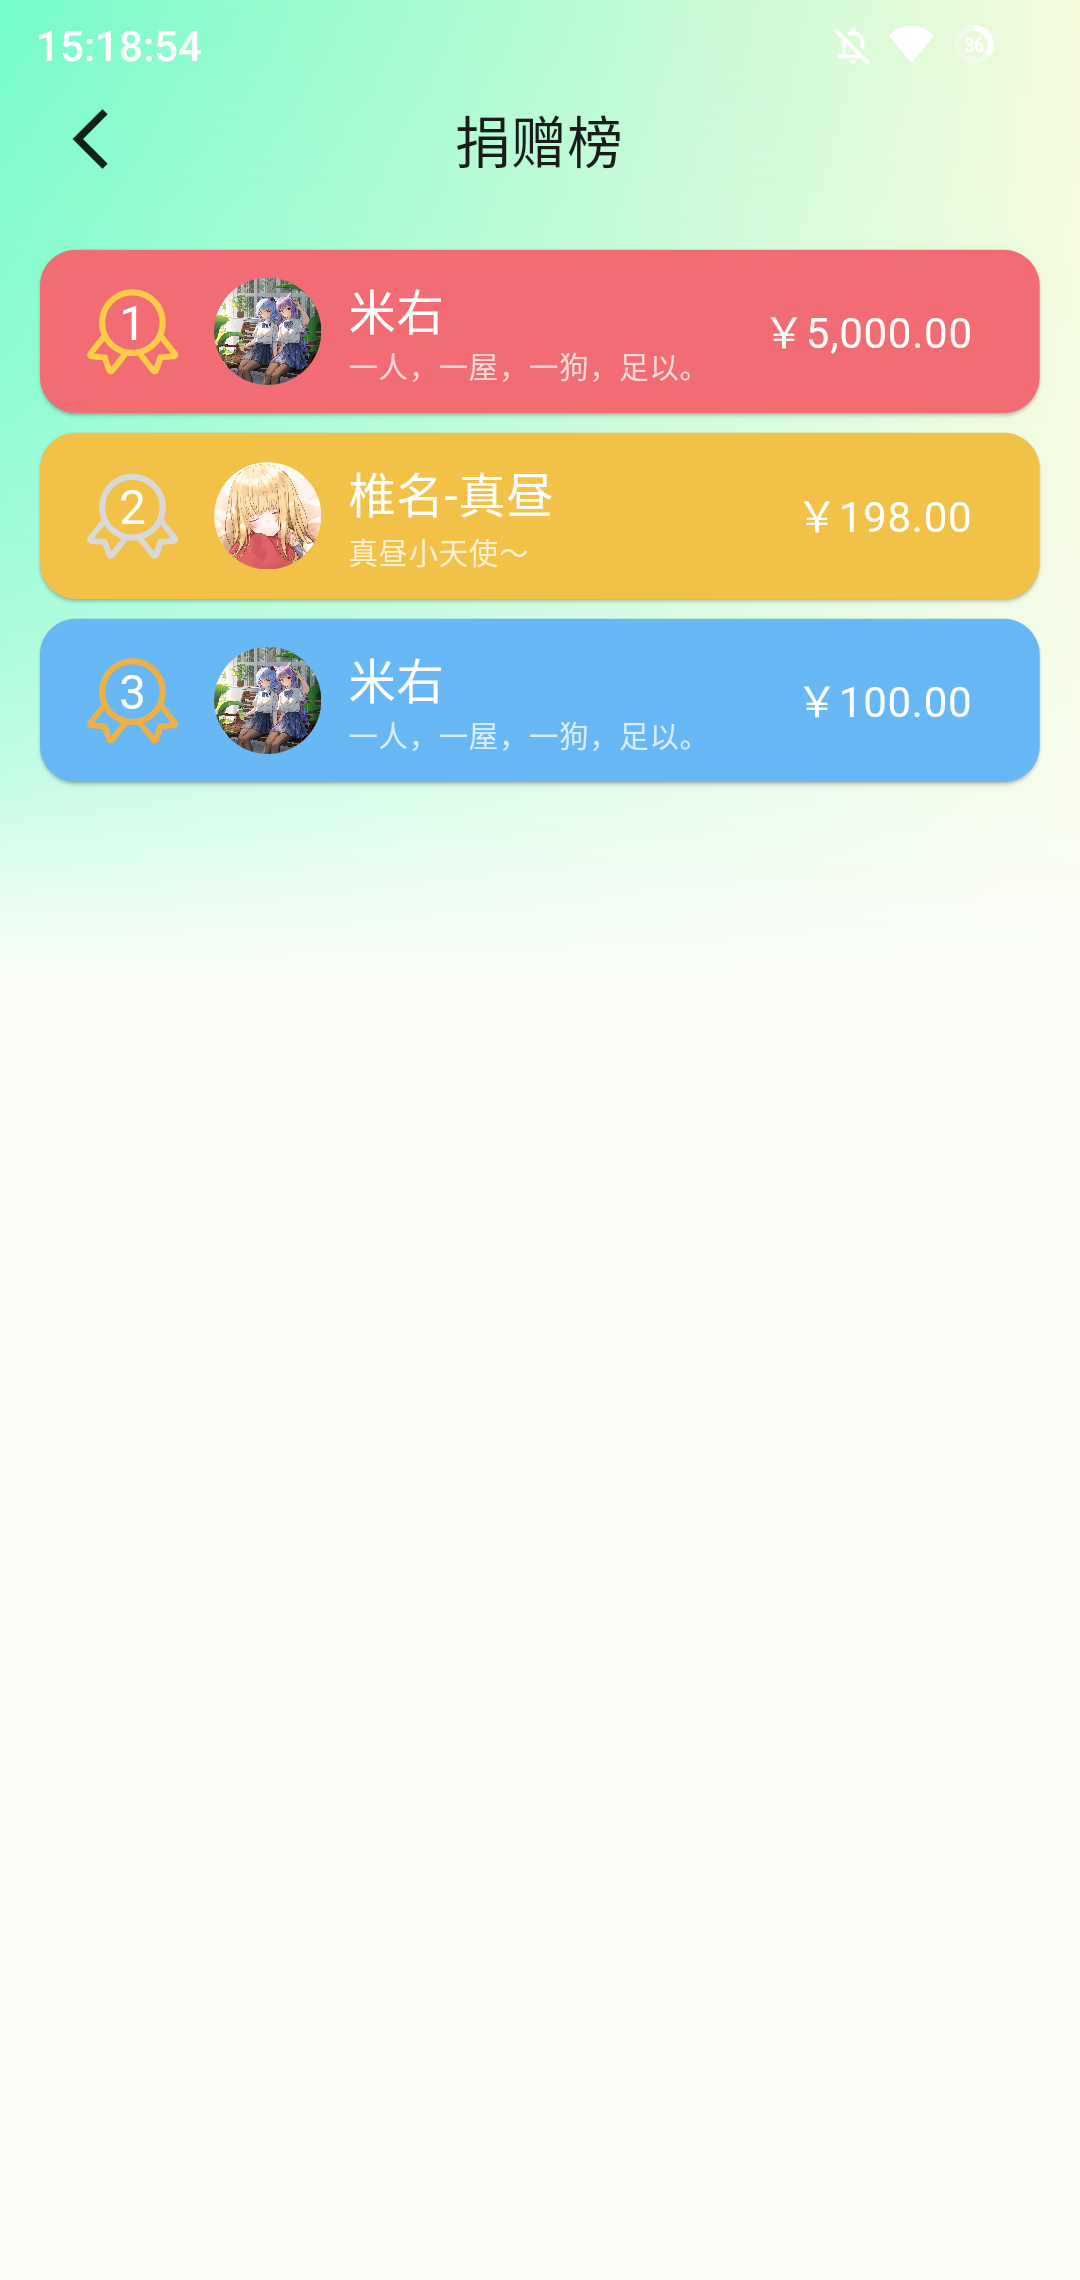 15:18:54
36
捐赠榜
1
米右
一人，一屋，一狗，足以。
￥5,000.00
2
椎名-真昼
真昼小天使～
￥198.00
3
米右
一人，一屋，一狗，足以。
￥100.00